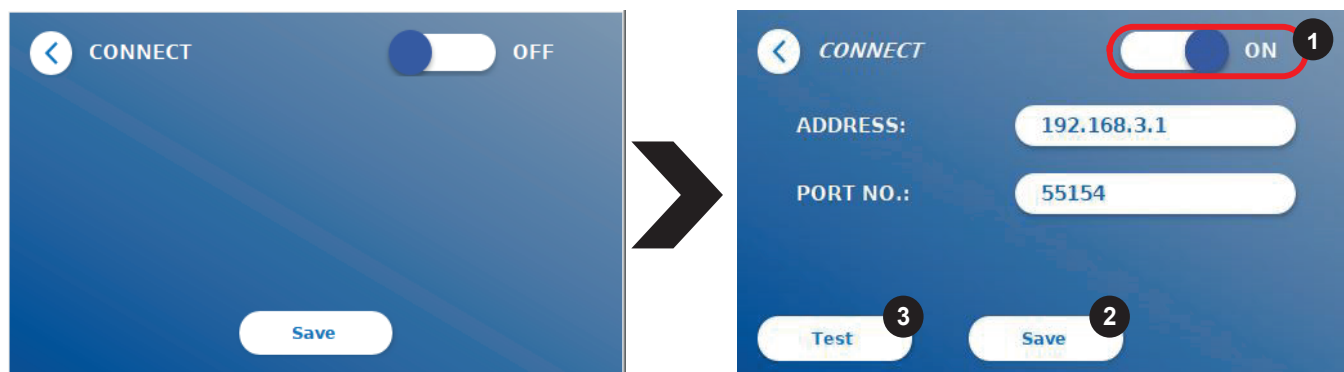 CONNECT
OFF
Save
CONNECT
ON
1
ADDRESS:
192.168.3.1
PORT NO.:
55154
Test
3
Save
2